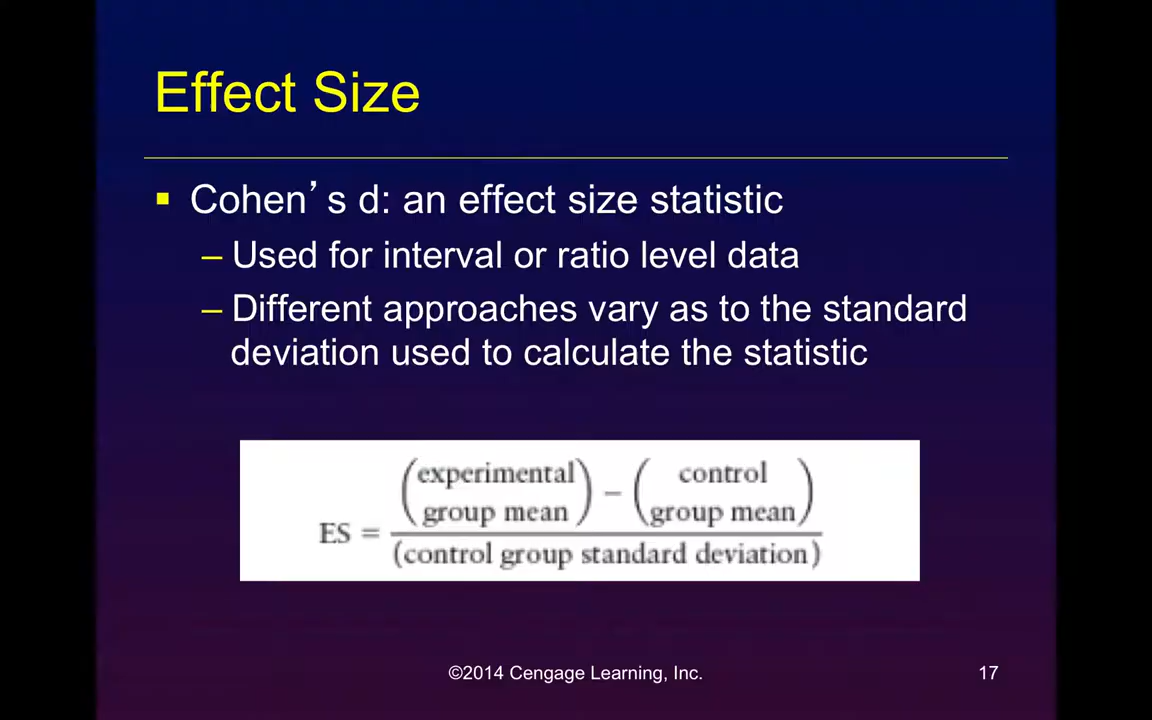 Effect Size
▪ Cohen’s d: an effect size statistic
– Used for interval or ratio level data
– Different approaches vary as to the standard
deviation used to calculate the statistic
(experimental group mean) − (control group mean)
ES =
(control group standard deviation)
©2014 Cengage Learning, Inc.
17